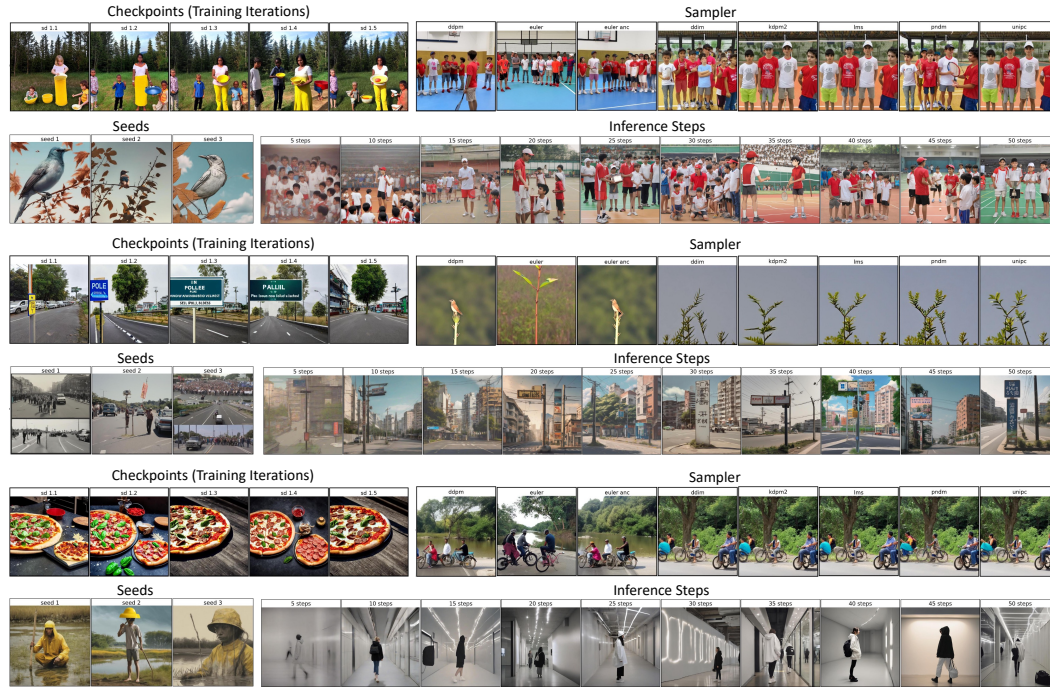 Checkpoints (Training Iterations)
sd 1.1 sd 1.2 sd 1.3 sd 1.4 sd 1.5
Sampler
ddpm euler euler anc ddim kdpm2 lms pndm unipc
Seeds
seed 1 seed 2 seed 3
Inference Steps
5 steps 10 steps 15 steps 20 steps 25 steps 30 steps 35 steps 40 steps 45 steps 50 steps
Checkpoints (Training Iterations)
sd 1.1 sd 1.2 sd 1.3 sd 1.4 sd 1.5
POLE
FOLLEE
PALLIL
Sampler
ddpm euler euler anc ddim kdpm2 lms pndm unipc
Seeds
seed 1 seed 2 seed 3
Inference Steps
5 steps 10 steps 15 steps 20 steps 25 steps 30 steps 35 steps 40 steps 45 steps 50 steps
Checkpoints (Training Iterations)
sd 1.1 sd 1.2 sd 1.3 sd 1.4 sd 1.5
Sampler
ddpm euler euler anc ddim kdpm2 lms pndm unipc
Seeds
seed 1 seed 2 seed 3
Inference Steps
5 steps 10 steps 15 steps 20 steps 25 steps 30 steps 35 steps 40 steps 45 steps 50 steps